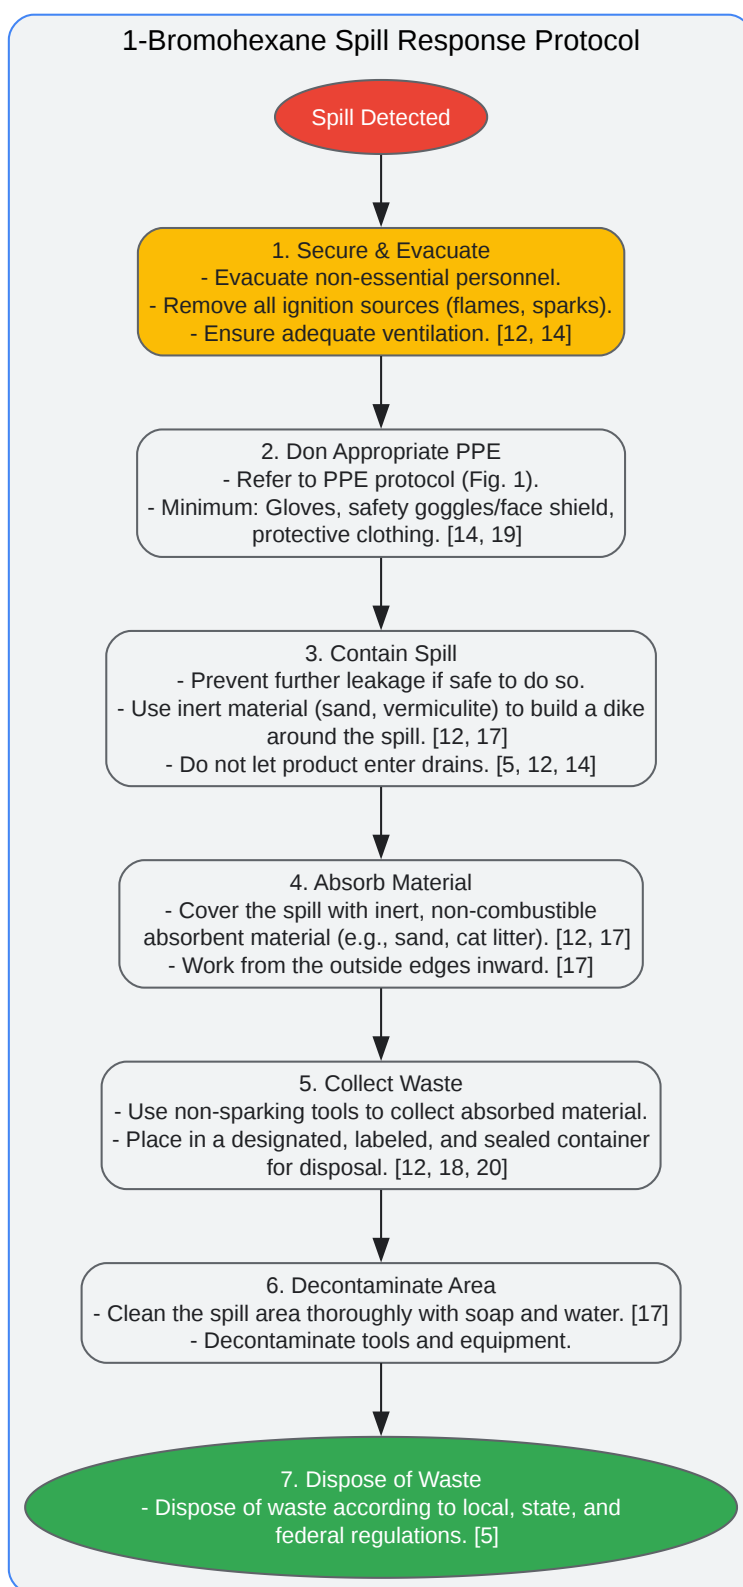 1-Bromohexane Spill Response Protocol
Spill Detected
1. Secure & Evacuate
- Evacuate non-essential personnel.
- Remove all ignition sources (flames, sparks).
- Ensure adequate ventilation. [12, 14]
2. Don Appropriate PPE
- Refer to PPE protocol (Fig. 1).
- Minimum: Gloves, safety goggles/face shield,
protective clothing. [14, 19]
3. Contain Spill
- Prevent further leakage if safe to do so.
- Use inert material (sand, vermiculite) to build a dike
around the spill. [12, 17]
- Do not let product enter drains. [5, 12, 14]
4. Absorb Material
- Cover the spill with inert, non-combustible
absorbent material (e.g., sand, cat litter). [12, 17]
- Work from the outside edges inward. [17]
5. Collect Waste
- Use non-sparking tools to collect absorbed material.
- Place in a designated, labeled, and sealed container
for disposal. [12, 18, 20]
6. Decontaminate Area
- Clean the spill area thoroughly with soap and water. [17]
- Decontaminate tools and equipment.
7. Dispose of Waste
- Dispose of waste according to local, state, and
federal regulations. [5]